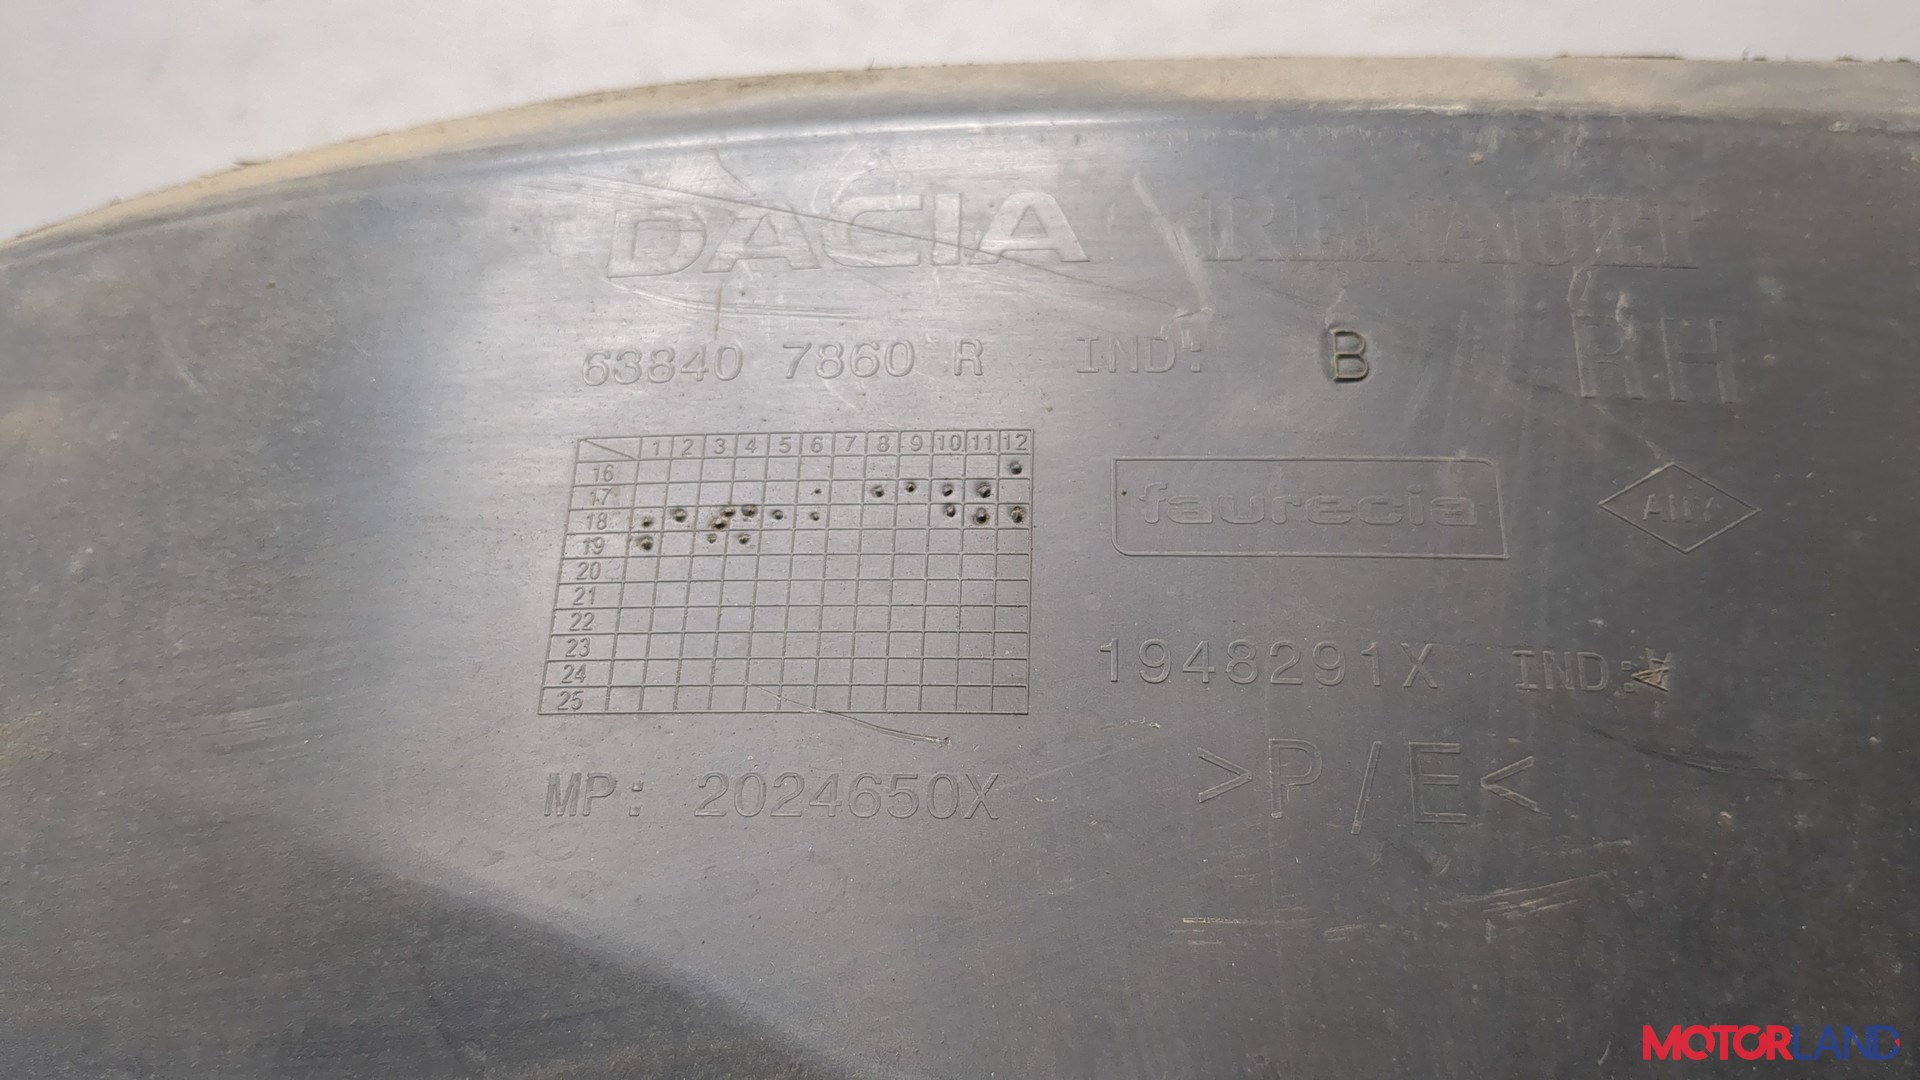 DACIA RENAULT
63840 7860 R IND: B RH
1 2 3 4 5 6 7 8 9 10 11 12
16
17
18
19
20
21
22
23
24
25
faurecia
1948291X IND:A
MP: 2024650X
>P/E<
MOTORLAND